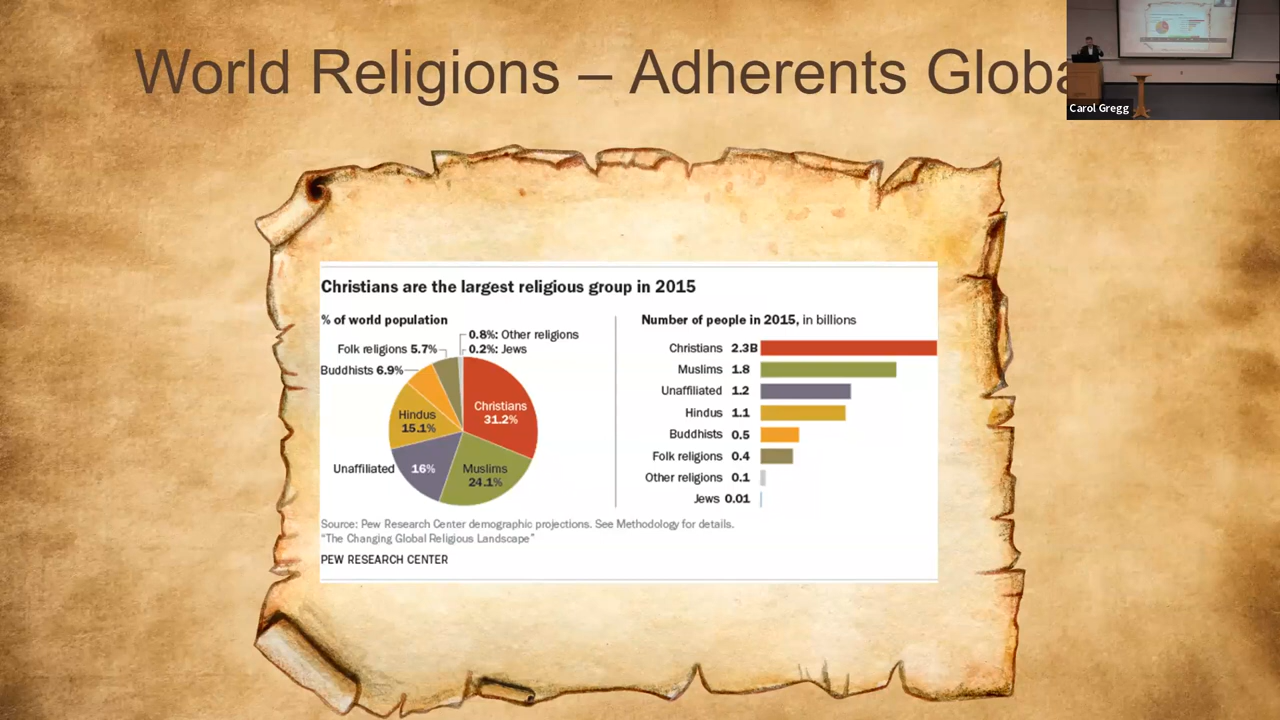 World Religions – Adherents Globa
Carol Gregg
Christians are the largest religious group in 2015
% of world population
0.8%: Other religions
Folk religions 5.7%
0.2%: Jews
Buddhists 6.9%
Christians
31.2%
Hindus
15.1%
Unaffiliated 16%
Muslims
24.1%
Number of people in 2015, in billions
Christians 2.3B
Muslims 1.8
Unaffiliated 1.2
Hindus 1.1
Buddhists 0.5
Folk religions 0.4
Other religions 0.1
Jews 0.01
Source: Pew Research Center demographic projections. See Methodology for details.
“The Changing Global Religious Landscape”
PEW RESEARCH CENTER